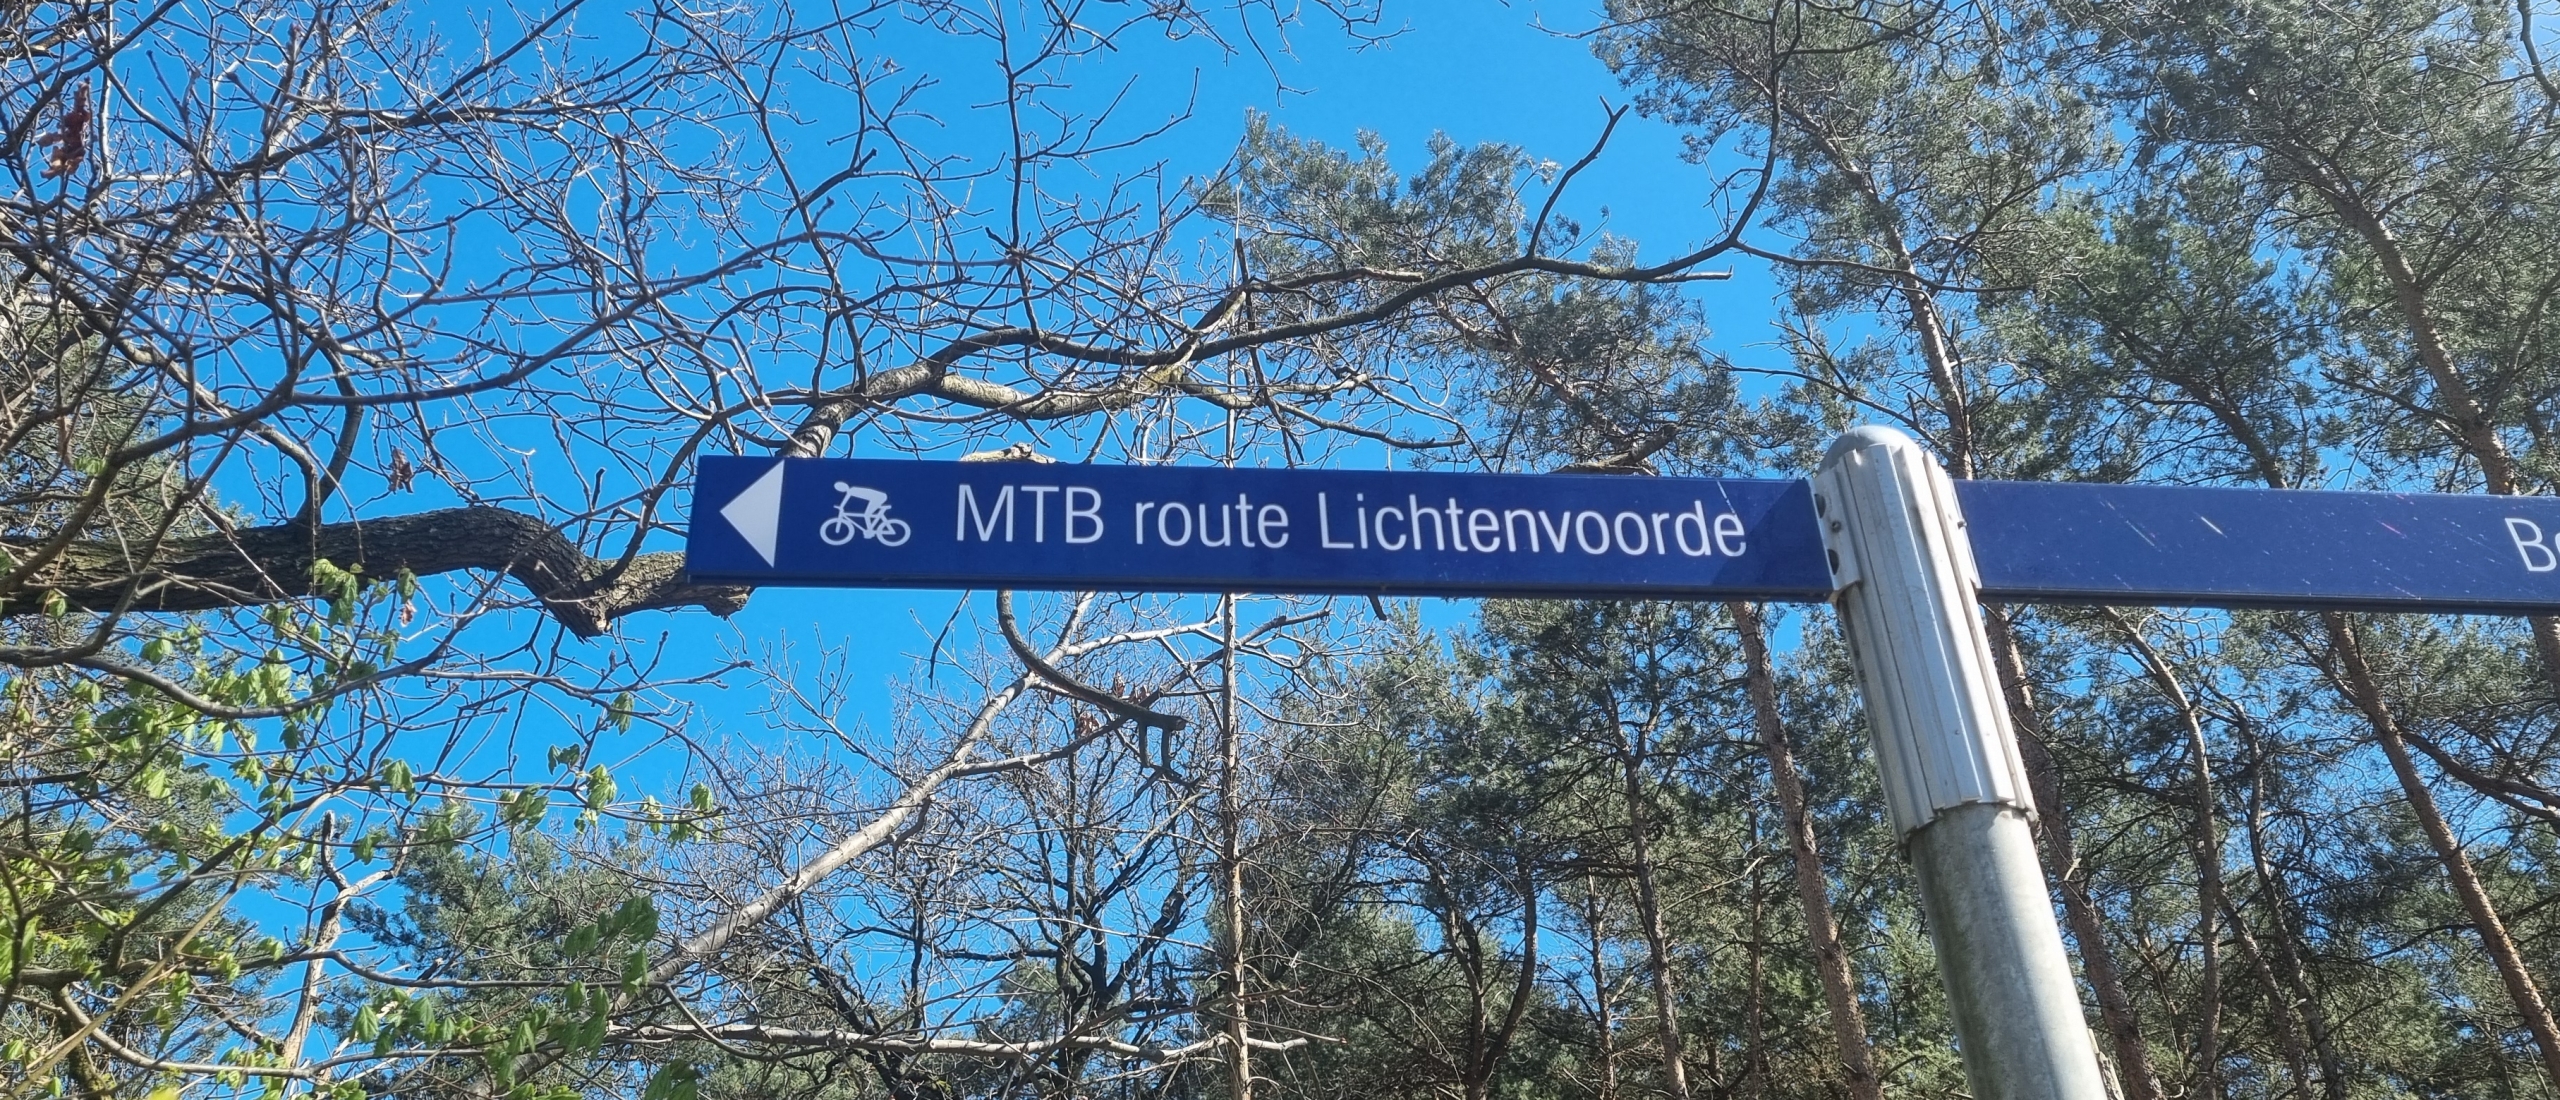 MTB route Lichtenvoorde